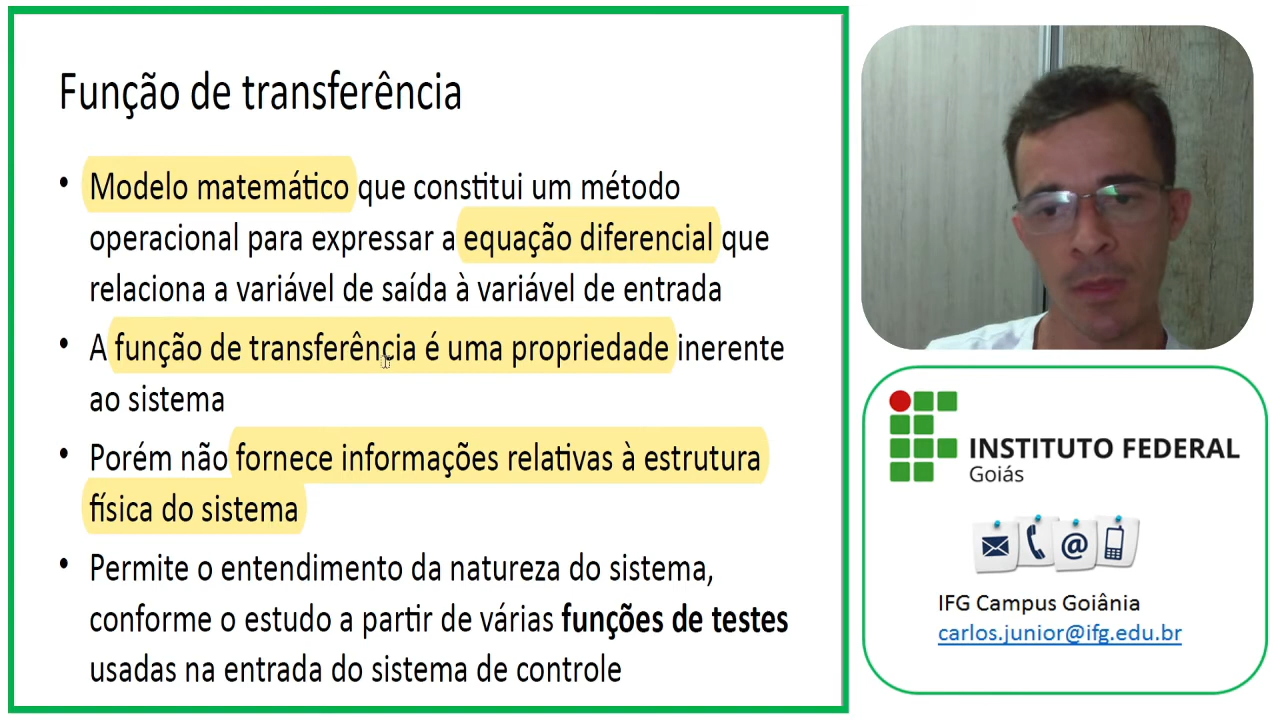 Função de transferência
• Modelo matemático que constitui um método
operacional para expressar a equação diferencial que
relaciona a variável de saída à variável de entrada
• A função de transferência é uma propriedade inerente
ao sistema
• Porém não fornece informações relativas à estrutura
física do sistema
• Permite o entendimento da natureza do sistema,
conforme o estudo a partir de várias funções de testes
usadas na entrada do sistema de controle
INSTITUTO FEDERAL
Goiás
@
IFG Campus Goiânia
carlos.junior@ifg.edu.br